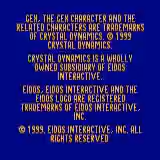 GEX, THE GEX CHARACTER AND THE
RELATED CHARACTERS ARE TRADEMARKS
OF CRYSTAL DYNAMICS. © 1999
CRYSTAL DYNAMICS.
CRYSTAL DYNAMICS IS A WHOLLY
OWNED SUBSIDIARY OF EIDOS
INTERACTIVE.
EIDOS, EIDOS INTERACTIVE AND THE
EIDOS LOGO ARE REGISTERED
TRADEMARKS OF EIDOS INTERACTIVE,
INC.
© 1999, EIDOS INTERACTIVE, INC. ALL
RIGHTS RESERVED